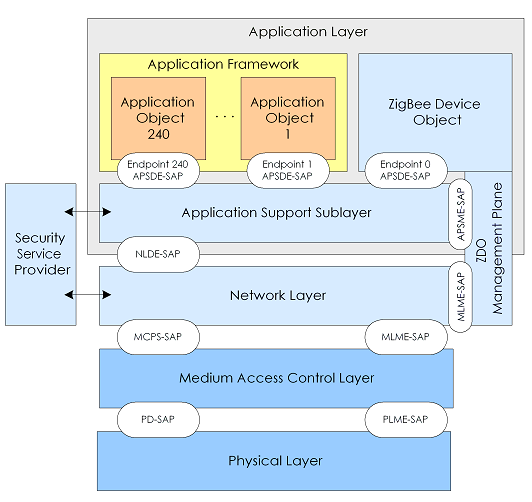 Application Layer
Application Framework
ZigBee Device
Object
Application
Object
240
. . .
Application
Object
1
Endpoint 240
APSDE-SAP
Endpoint 1
APSDE-SAP
Endpoint 0
APSDE-SAP
Application Support Sublayer
APSME-SAP
ZDO
Management Plane
Security
Service
Provider
NLDE-SAP
Network Layer
MLME-SAP
MCPS-SAP
MLME-SAP
Medium Access Control Layer
PD-SAP
PLME-SAP
Physical Layer